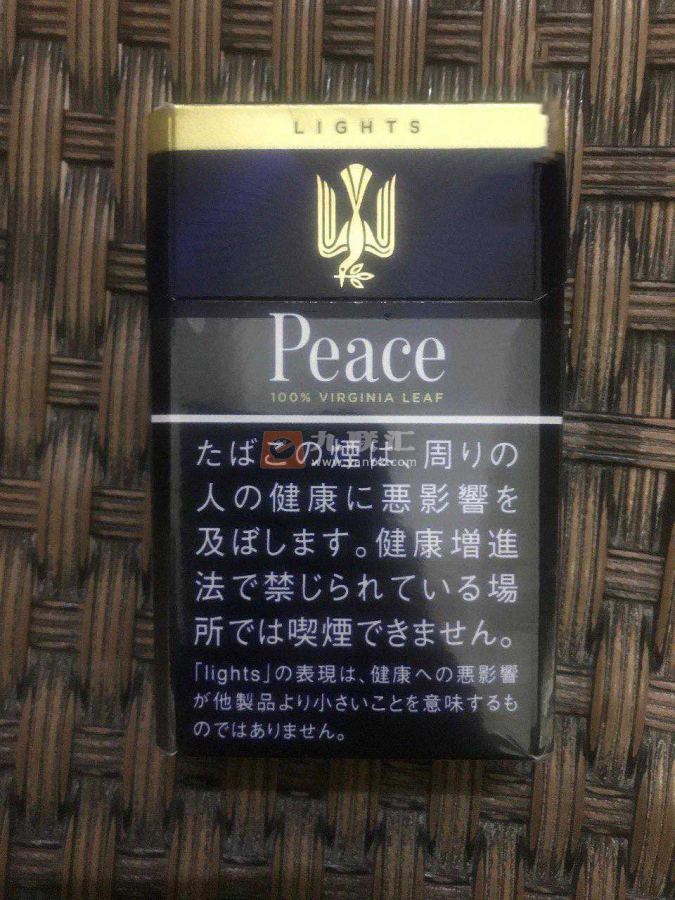 LIGHTS
Peace
100% VIRGINIA LEAF
たばこの煙は、周りの
九联汇
人の健康に悪影響を
及ぼします。健康増進
法で禁じられている場
所では喫煙できません。
「lights」の表現は、健康への悪影響
が他製品より小さいことを意味するも
のではありません。